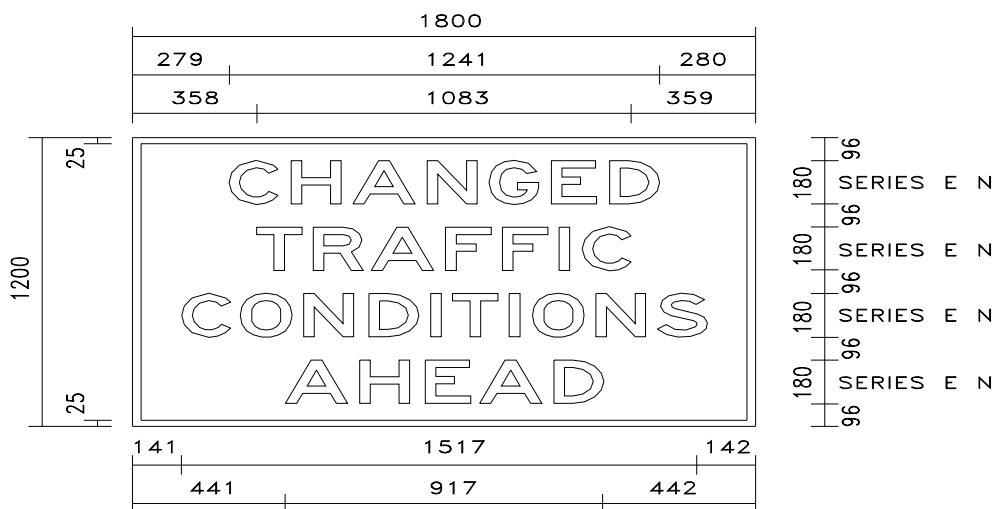 1800
279 1241 280
358 1083 359
25 96
CHANGED 180 SERIES E N
96
TRAFFIC 180 SERIES E N
1200 96
CONDITIONS 180 SERIES E N
96
AHEAD 180 SERIES E N
25 96
141 1517 142
441 917 442